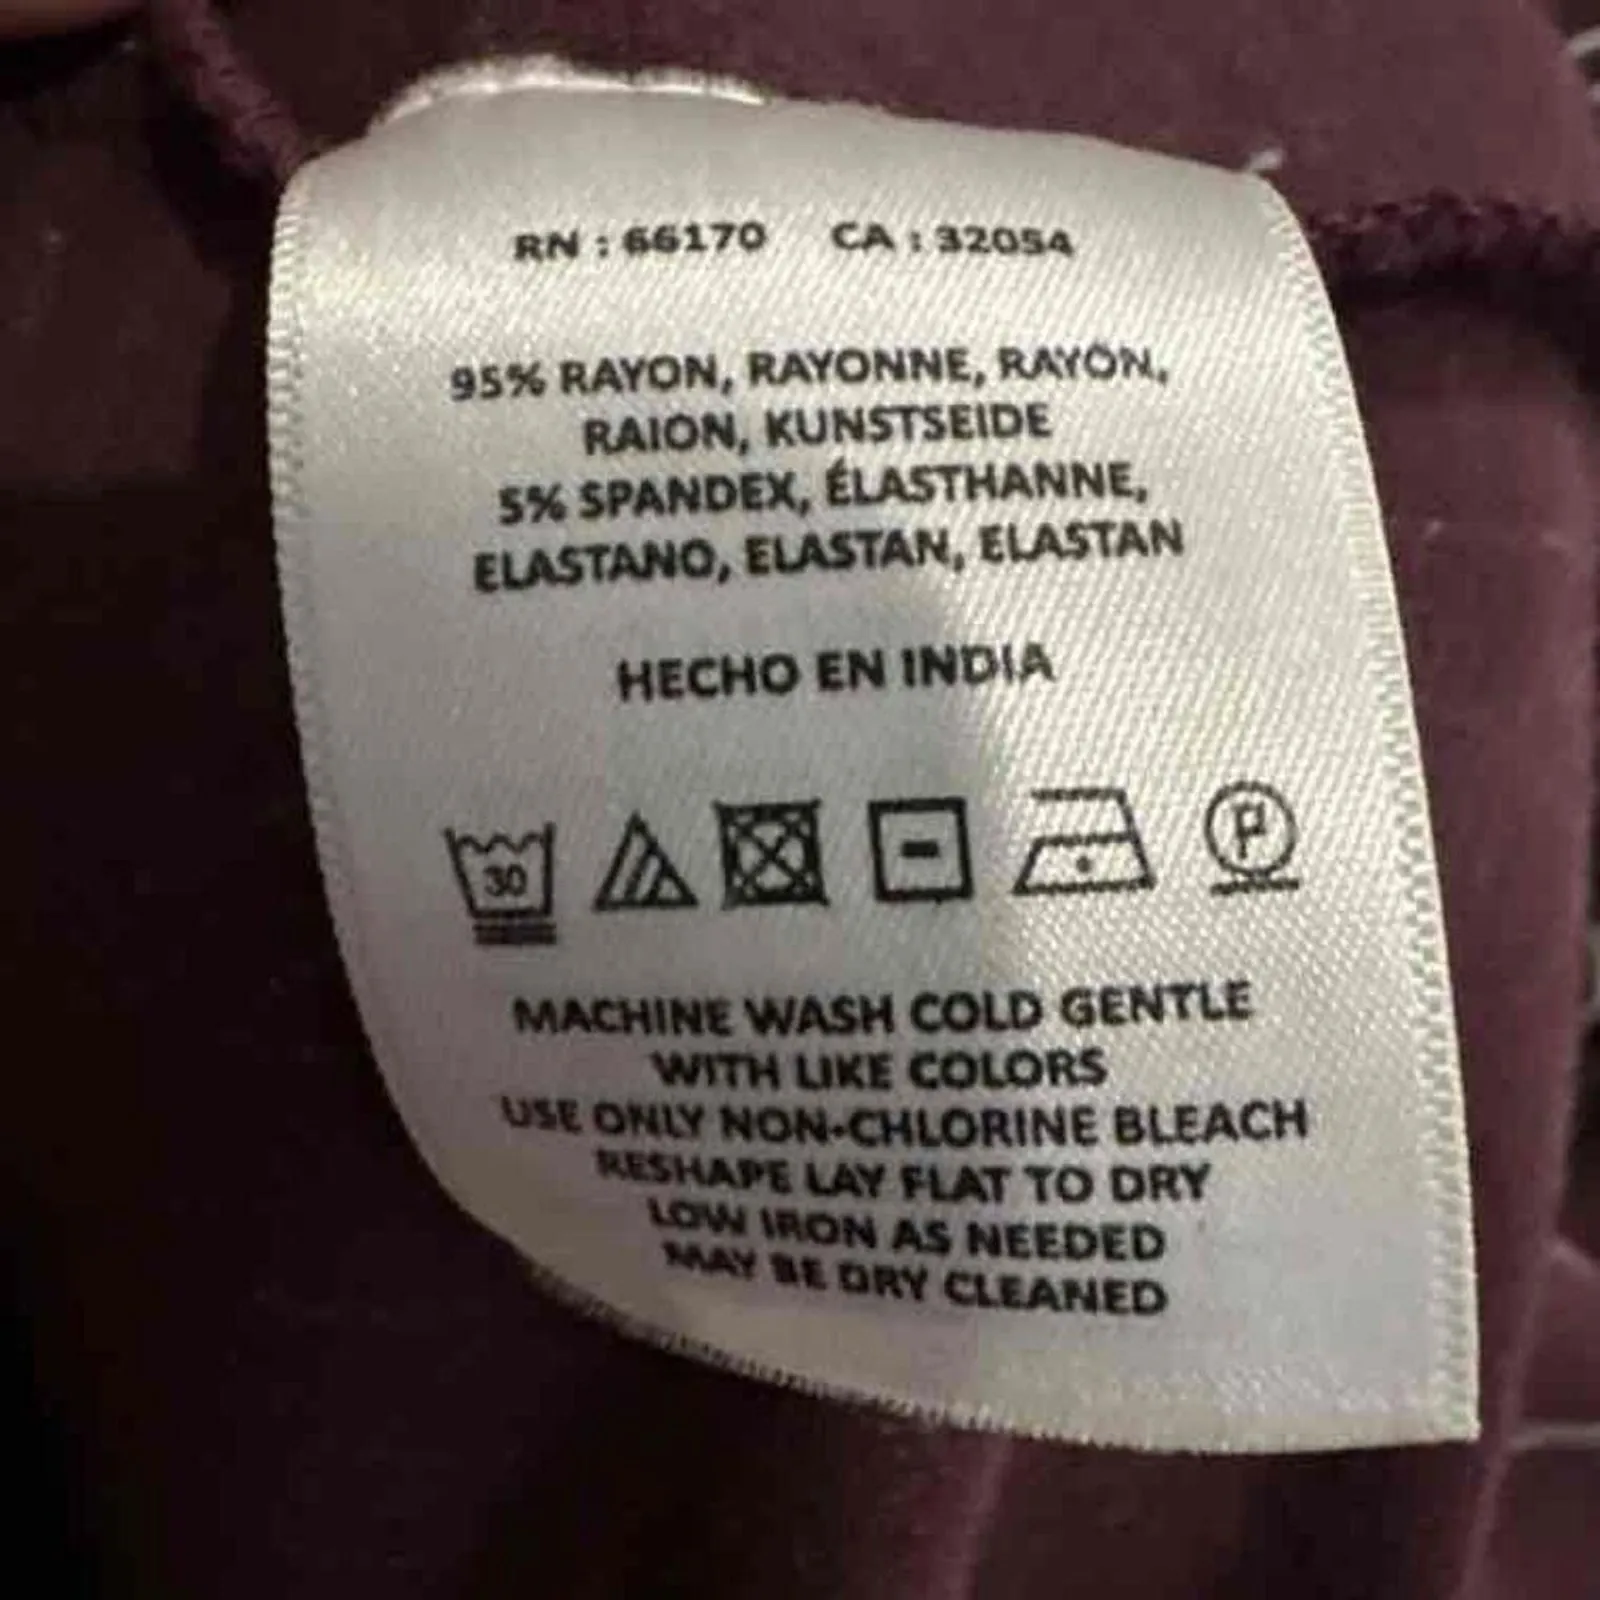 RN : 66170 CA : 32054
95% RAYON, RAYONNE, RAYÓN,
RAION, KUNSTSEIDE
5% SPANDEX, ÉLASTHANNE,
ELASTANO, ELASTAN, ELASTAN
HECHO EN INDIA
30 P
MACHINE WASH COLD GENTLE
WITH LIKE COLORS
USE ONLY NON-CHLORINE BLEACH
RESHAPE LAY FLAT TO DRY
LOW IRON AS NEEDED
MAY BE DRY CLEANED